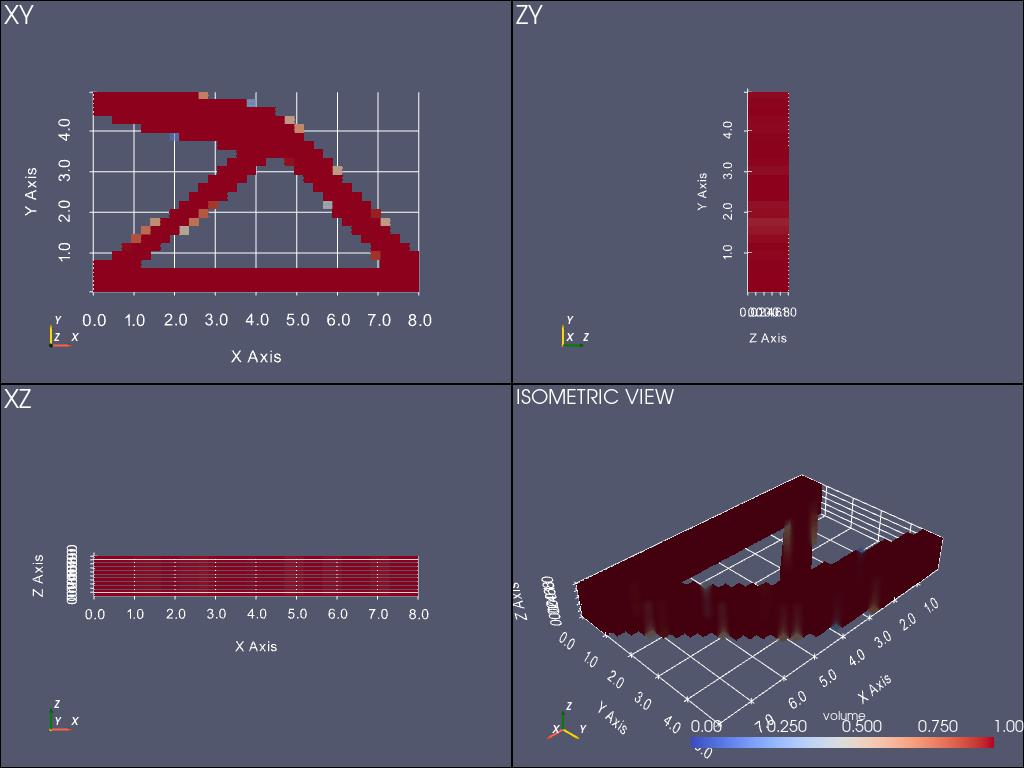 XY
4.0
3.0
2.0
1.0
Y Axis
0.0 1.0 2.0 3.0 4.0 5.0 6.0 7.0 8.0
X Axis
Y
Z X
ZY
4.0
3.0
2.0
1.0
Y Axis
Z Axis
Y
X Z
XZ
Z Axis
0.0 1.0 2.0 3.0 4.0 5.0 6.0 7.0 8.0
X Axis
Z
Y X
ISOMETRIC VIEW
Z Axis
0.0 1.0 2.0 3.0 4.0
Y Axis
1.0 2.0 3.0 4.0 5.0 6.0 7.0
X Axis
Z
X Y
volume
0.00 0.250 0.500 0.750 1.00